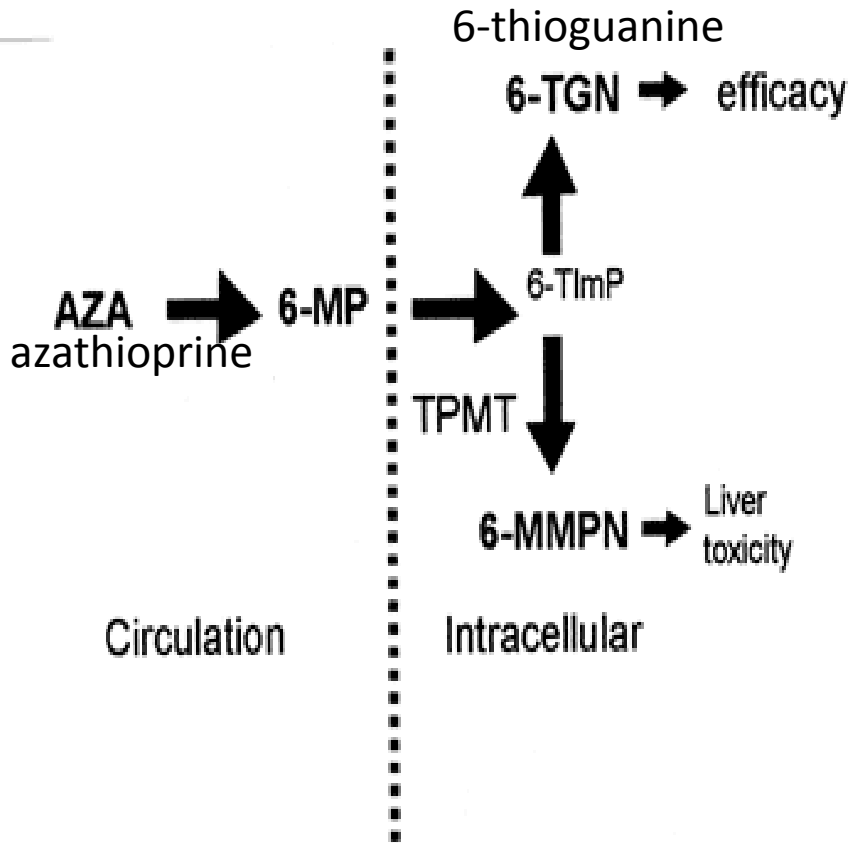 6-thioguanine
6-TGN efficacy
6-TImP
AZA 6-MP
azathioprine
TPMT
6-MMPN Liver
toxicity
Circulation Intracellular